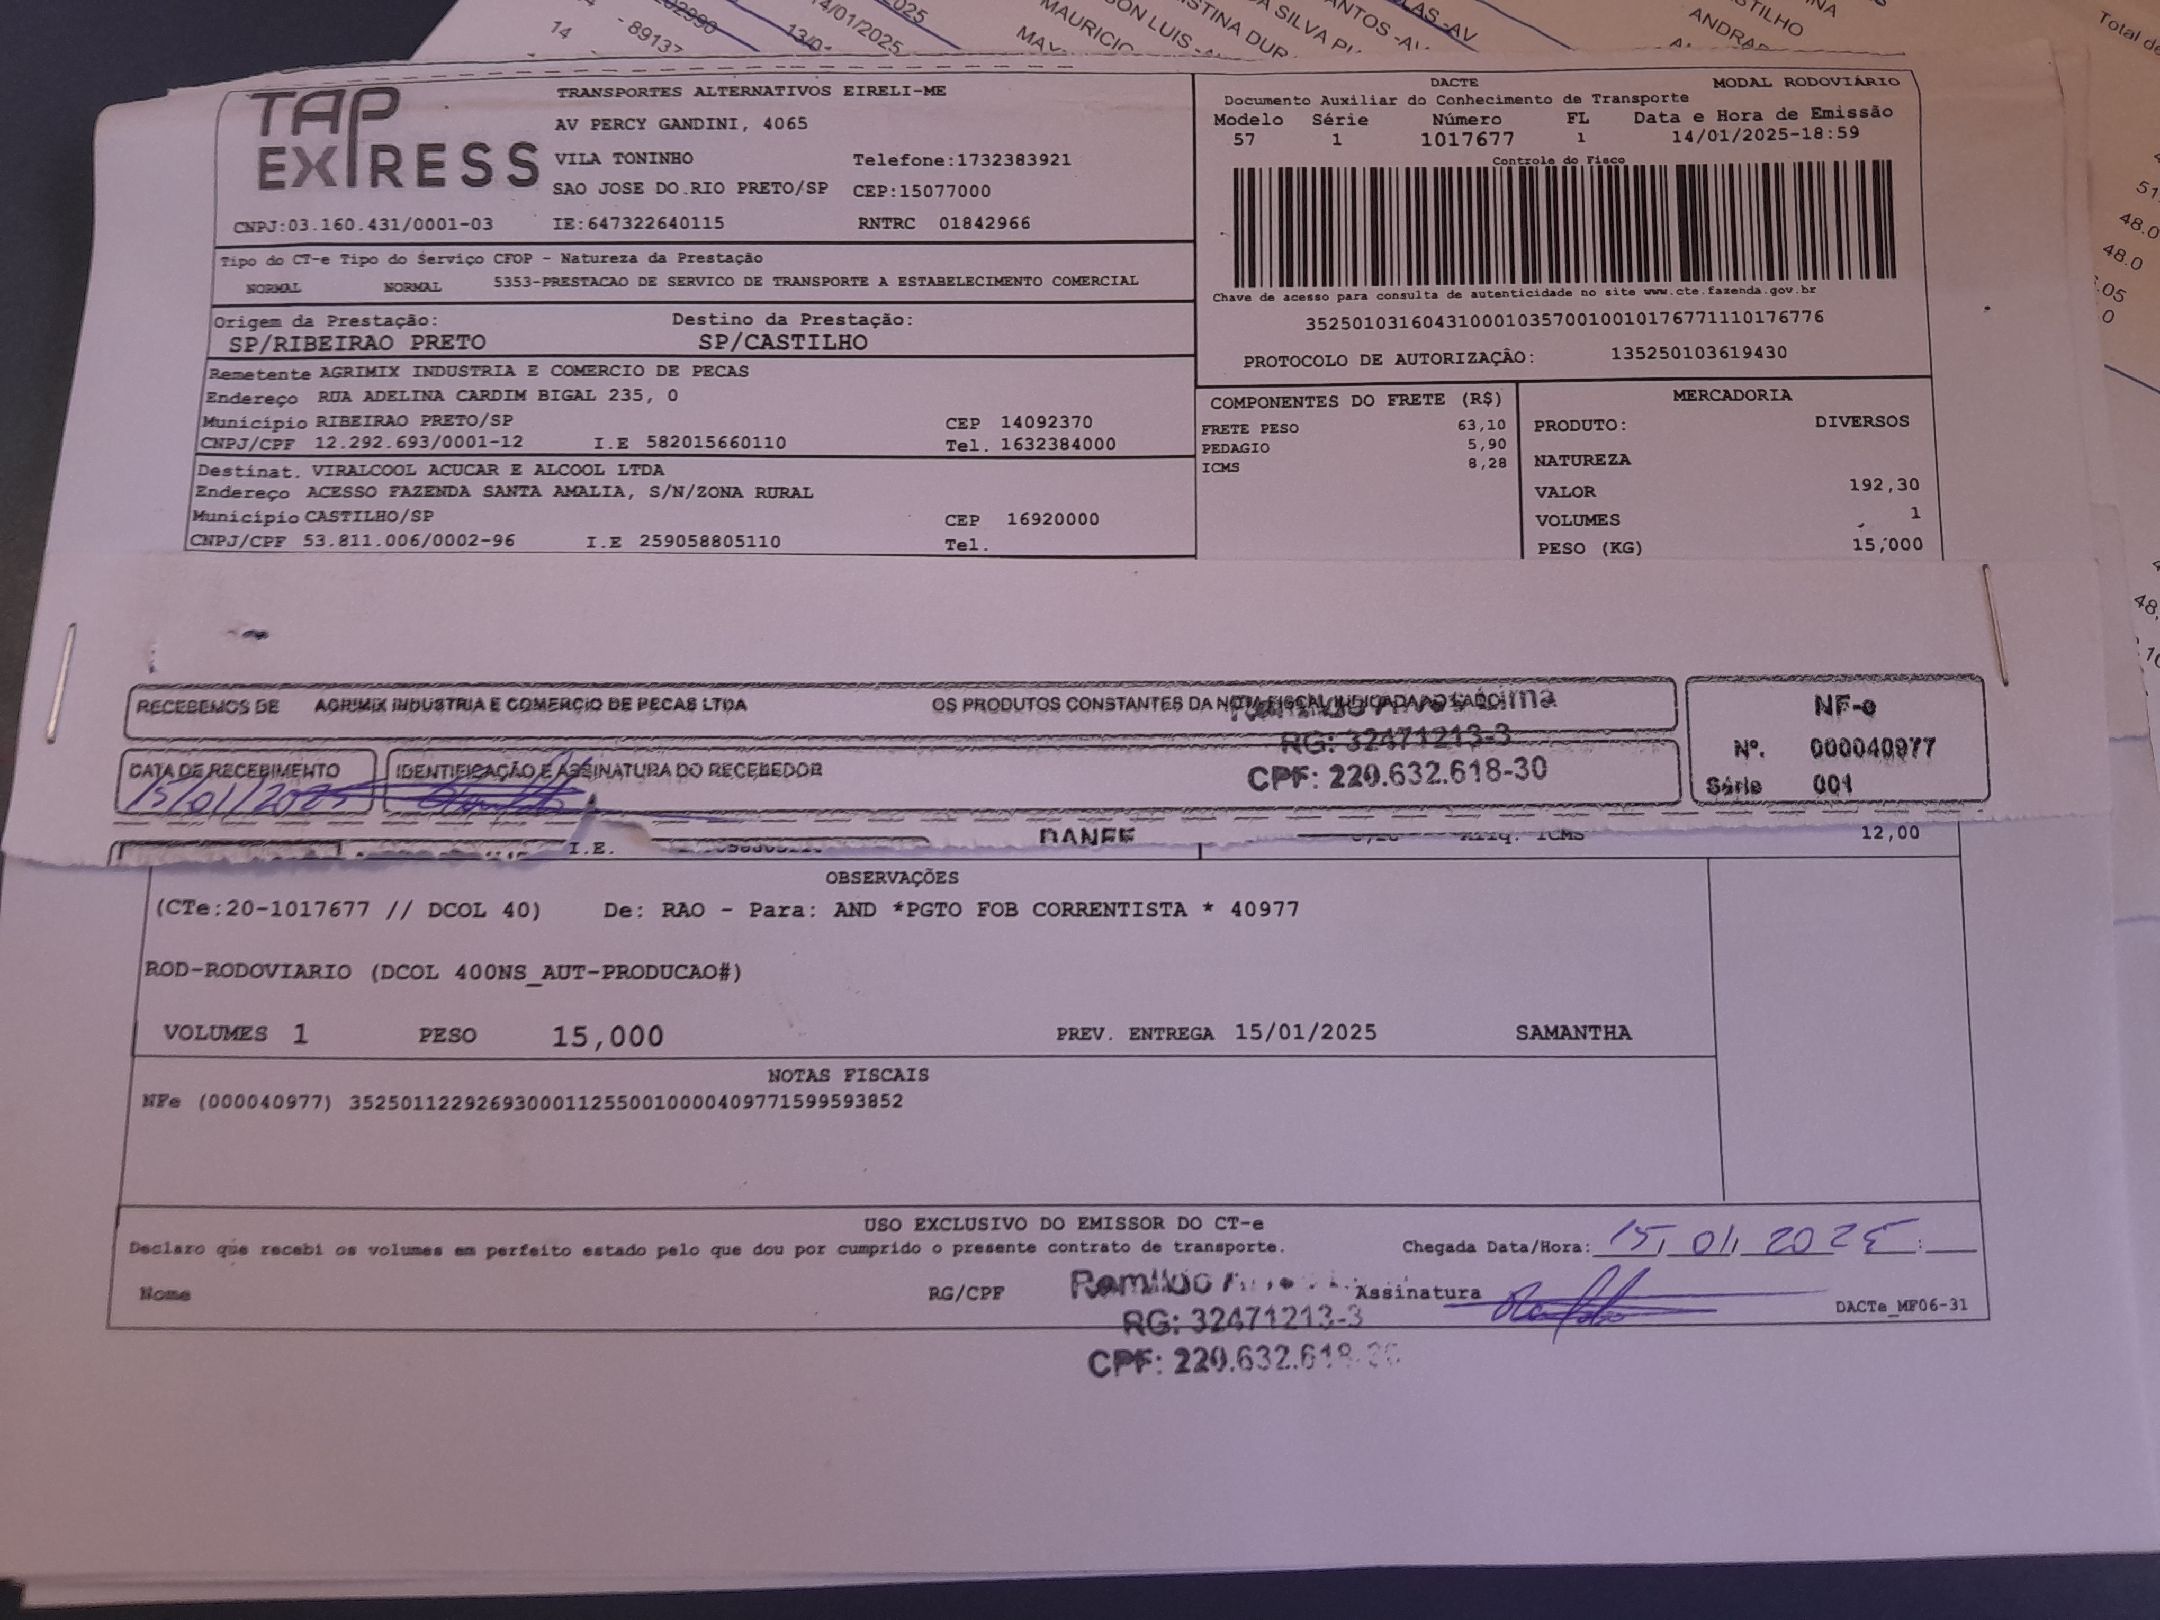 TAP EXPRESS
TRANSPORTES ALTERNATIVOS EIRELI-ME
AV PERCY GANDINI, 4065
VILA TONINHO Telefone:1732383921
SAO JOSE DO.RIO PRETO/SP CEP:15077000
CNPJ:03.160.431/0001-03 IE:647322640115 RNTRC 01842966
DACTE MODAL RODOVIÁRIO
Documento Auxiliar do Conhecimento de Transporte
Modelo Série Número FL Data e Hora de Emissão
57 1 1017677 1 14/01/2025-18:59
Controle do Fisco
Chave de acesso para consulta de autenticidade no site www.cte.fazenda.gov.br
35250103160431000103570010010176771110176776
PROTOCOLO DE AUTORIZAÇÃO: 135250103619430
Tipo do CT-e Tipo do Serviço CFOP - Natureza da Prestação
NORMAL NORMAL 5353-PRESTACAO DE SERVICO DE TRANSPORTE A ESTABELECIMENTO COMERCIAL
Origem da Prestação: Destino da Prestação:
SP/RIBEIRAO PRETO SP/CASTILHO
Remetente AGRIMIX INDUSTRIA E COMERCIO DE PECAS
Endereço RUA ADELINA CARDIM BIGAL 235, 0
Município RIBEIRAO PRETO/SP CEP 14092370
CNPJ/CPF 12.292.693/0001-12 I.E 582015660110 Tel. 1632384000
Destinat. VIRALCOOL ACUCAR E ALCOOL LTDA
Endereço ACESSO FAZENDA SANTA AMALIA, S/N/ZONA RURAL
Município CASTILHO/SP CEP 16920000
CNPJ/CPF 53.811.006/0002-96 I.E 259058805110 Tel.
COMPONENTES DO FRETE (R$)
FRETE PESO 63,10
PEDAGIO 5,90
ICMS 8,28
MERCADORIA
PRODUTO: DIVERSOS
NATUREZA
VALOR 192,30
VOLUMES 1
PESO (KG) 15,000
RECEBEMOS DE AGRIMIX INDUSTRIA E COMERCIO DE PECAS LTDA OS PRODUTOS CONSTANTES DA NOTA FISCAL INDICADA AO LADO
Lima
RG: 32471213-3
CPF: 220.632.618-30
NF-e
Nº. 000040977
Série 001
DATA DE RECEBIMENTO IDENTIFICAÇÃO E ASSINATURA DO RECEBEDOR
15/01/2025
DANFE
I.E. Aliq. ICMS 12,00
OBSERVAÇÕES
(CTe:20-1017677 // DCOL 40) De: RAO - Para: AND *PGTO FOB CORRENTISTA * 40977
ROD-RODOVIARIO (DCOL 400NS_AUT-PRODUCAO#)
VOLUMES 1 PESO 15,000 PREV. ENTREGA 15/01/2025 SAMANTHA
NOTAS FISCAIS
NFe (000040977) 35250112292693000112550010000409771599593852
USO EXCLUSIVO DO EMISSOR DO CT-e
Declaro que recebi os volumes em perfeito estado pelo que dou por cumprido o presente contrato de transporte. Chegada Data/Hora: 15, 01, 2025 :
Nome RG/CPF Assinatura
RG: 32471213-3
CPF: 220.632.618-30
DACTe_MF06-31